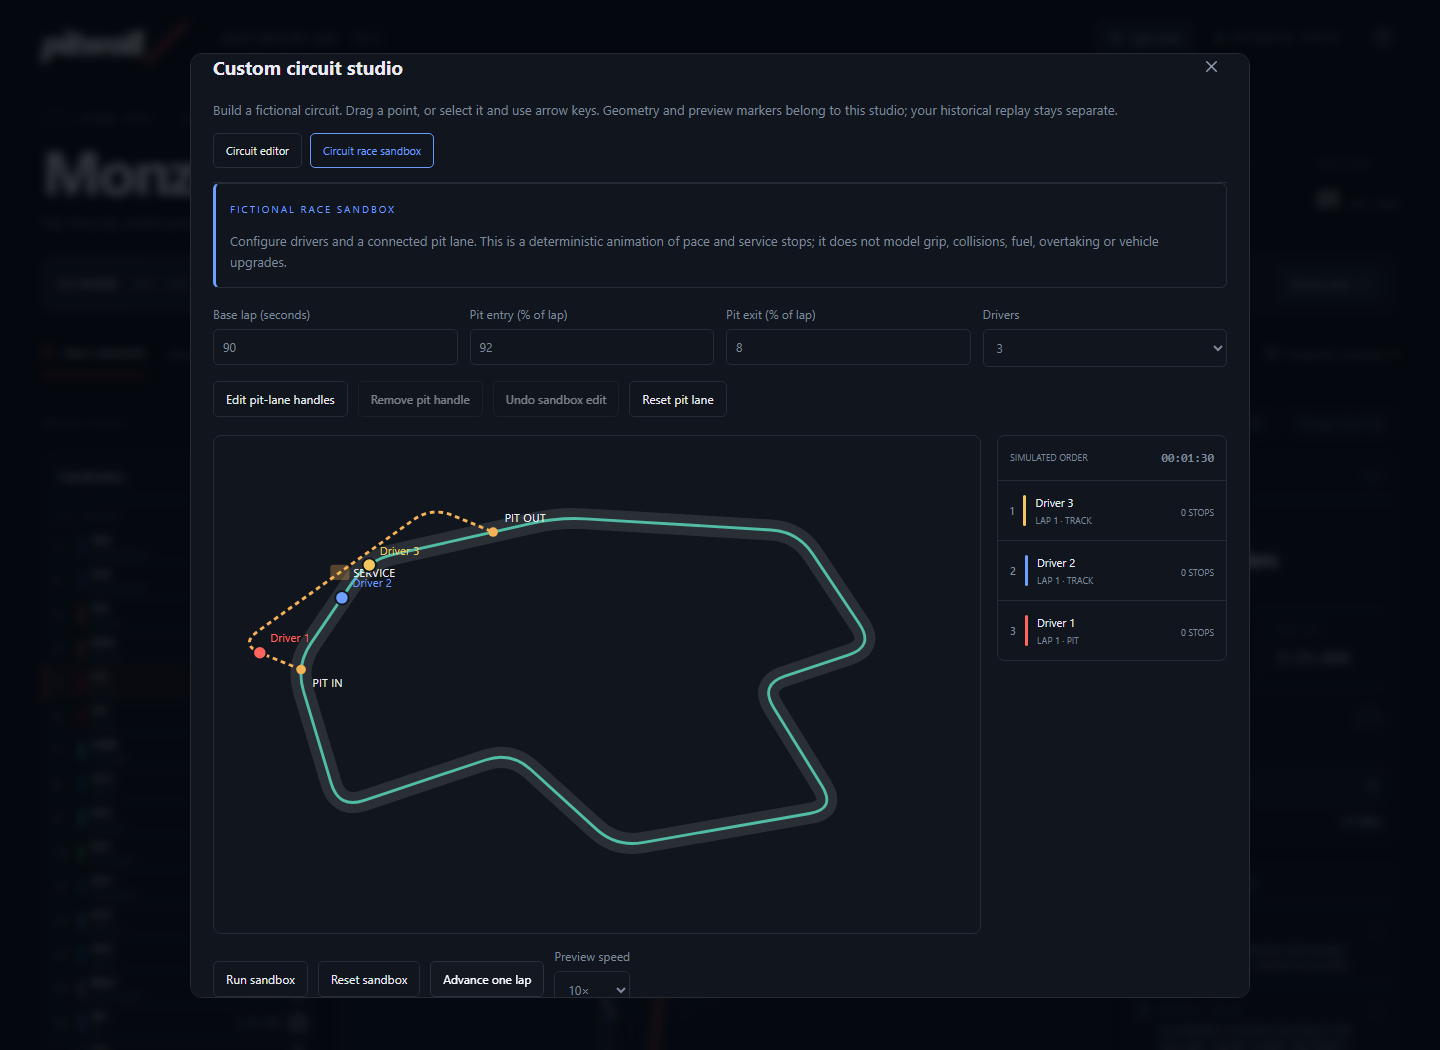 pitwall
Monz
Custom circuit studio
Build a fictional circuit. Drag a point, or select it and use arrow keys. Geometry and preview markers belong to this studio; your historical replay stays separate.
Circuit editor
Circuit race sandbox
FICTIONAL RACE SANDBOX
Configure drivers and a connected pit lane. This is a deterministic animation of pace and service stops; it does not model grip, collisions, fuel, overtaking or vehicle
upgrades.
Base lap (seconds)
Pit entry (% of lap)
Pit exit (% of lap)
Drivers
90
92
8
3
Edit pit-lane handles
Remove pit handle
Undo sandbox edit
Reset pit lane
PIT OUT
Driver 3
SERVICE
Driver 2
Driver 1
PIT IN
SIMULATED ORDER
00:01:30
1
Driver 3
LAP 1 · TRACK
0 STOPS
2
Driver 2
LAP 1 · TRACK
0 STOPS
3
Driver 1
LAP 1 · PIT
0 STOPS
Preview speed
Run sandbox
Reset sandbox
Advance one lap
10×